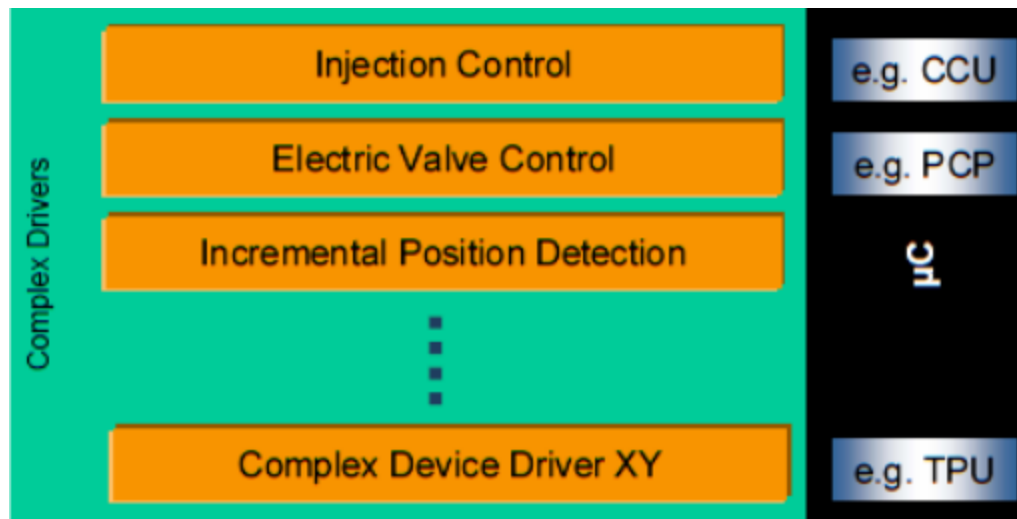 Complex Drivers
Injection Control
e.g. CCU
Electric Valve Control
e.g. PCP
Incremental Position Detection
µC
Complex Device Driver XY
e.g. TPU